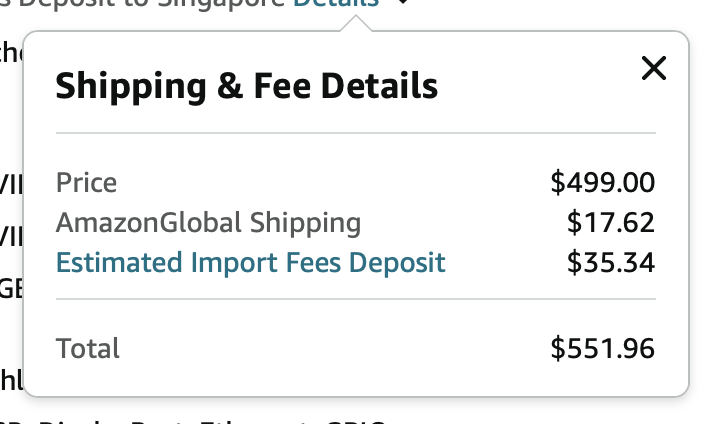 Deposit to Singapore Details
Shipping & Fee Details
Price $499.00
AmazonGlobal Shipping $17.62
Estimated Import Fees Deposit $35.34
Total $551.96